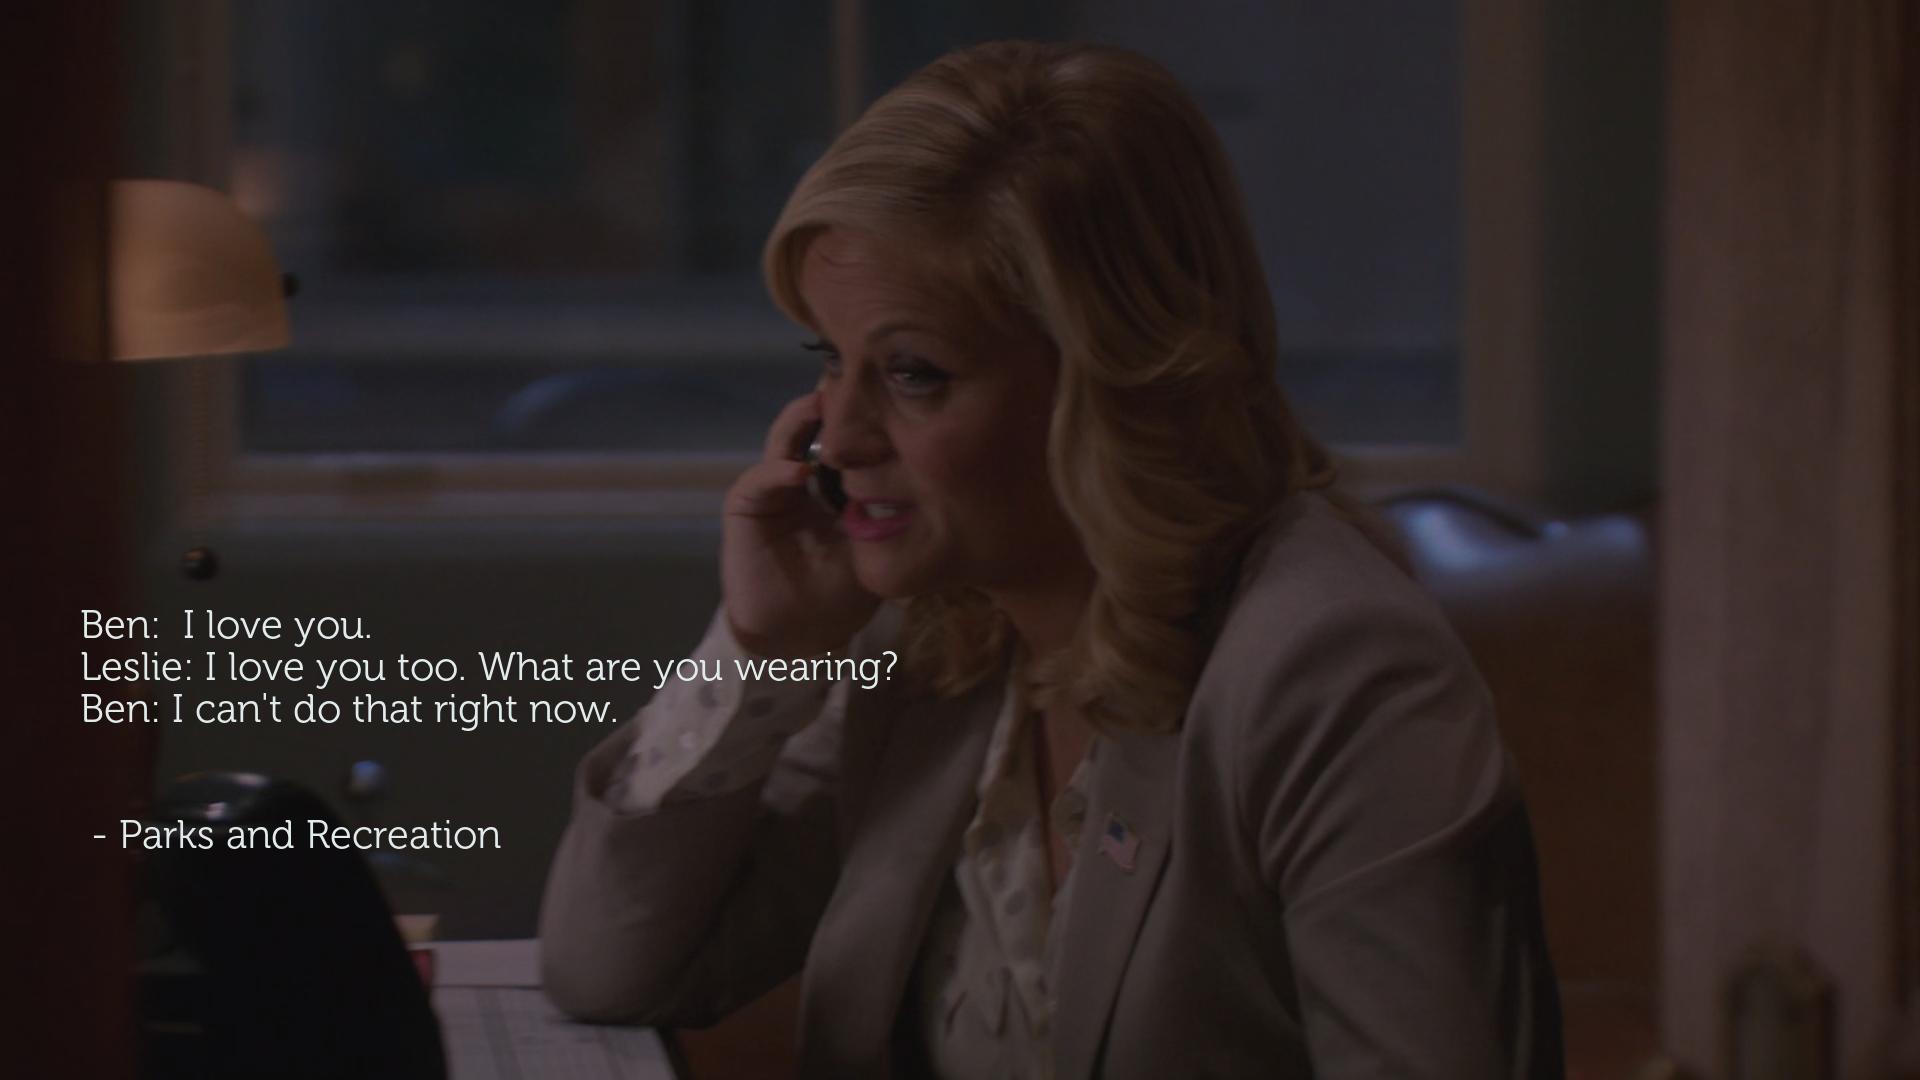 Ben:  I love you.
Leslie: I love you too. What are you wearing?
Ben: I can't do that right now.
- Parks and Recreation